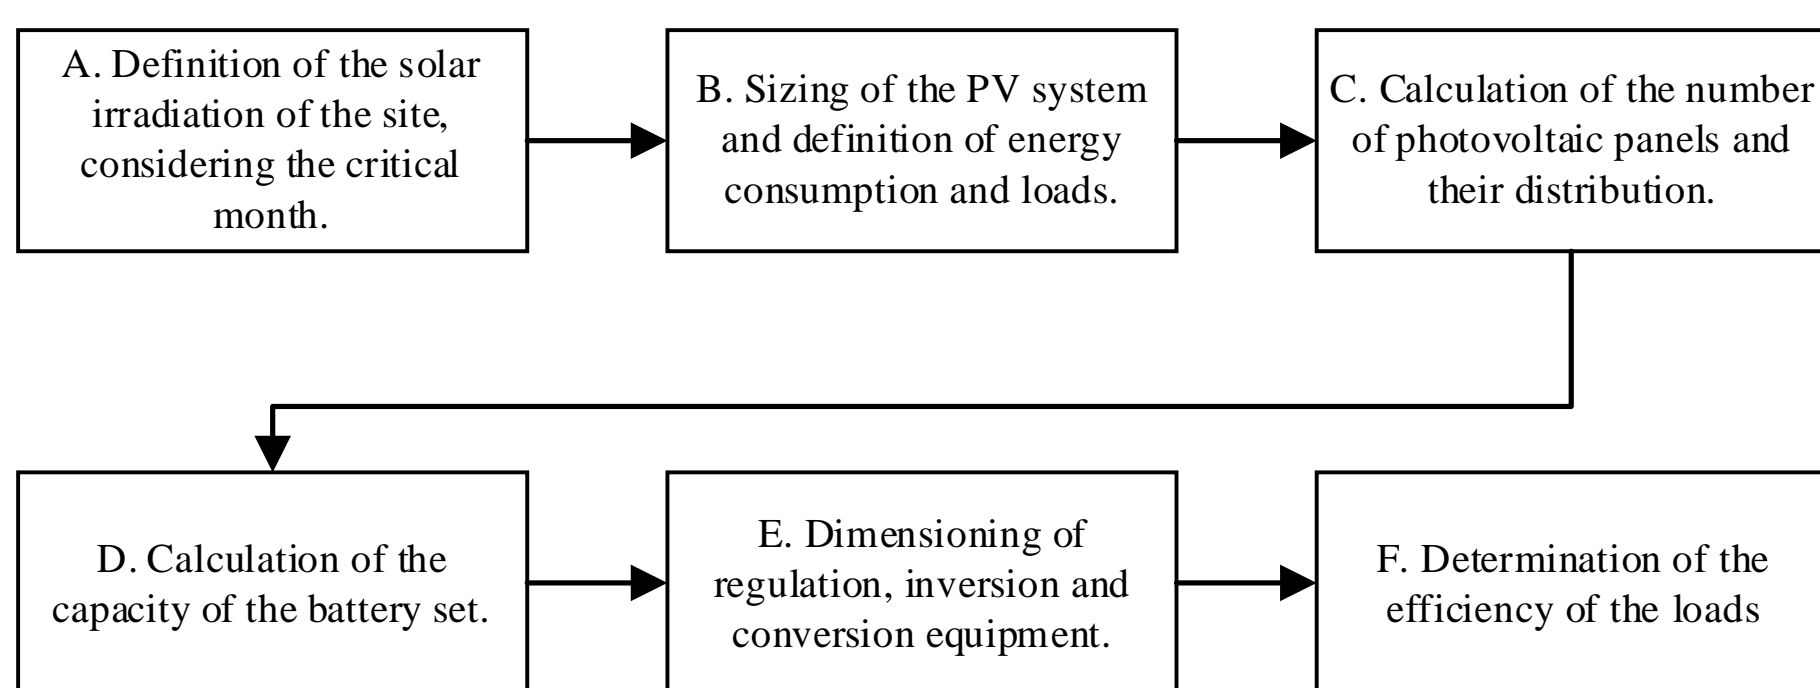 A. Definition of the solar
irradiation of the site,
considering the critical
month.
B. Sizing of the PV system
and definition of energy
consumption and loads.
C. Calculation of the number
of photovoltaic panels and
their distribution.
D. Calculation of the
capacity of the battery set.
E. Dimensioning of
regulation, inversion and
conversion equipment.
F. Determination of the
efficiency of the loads